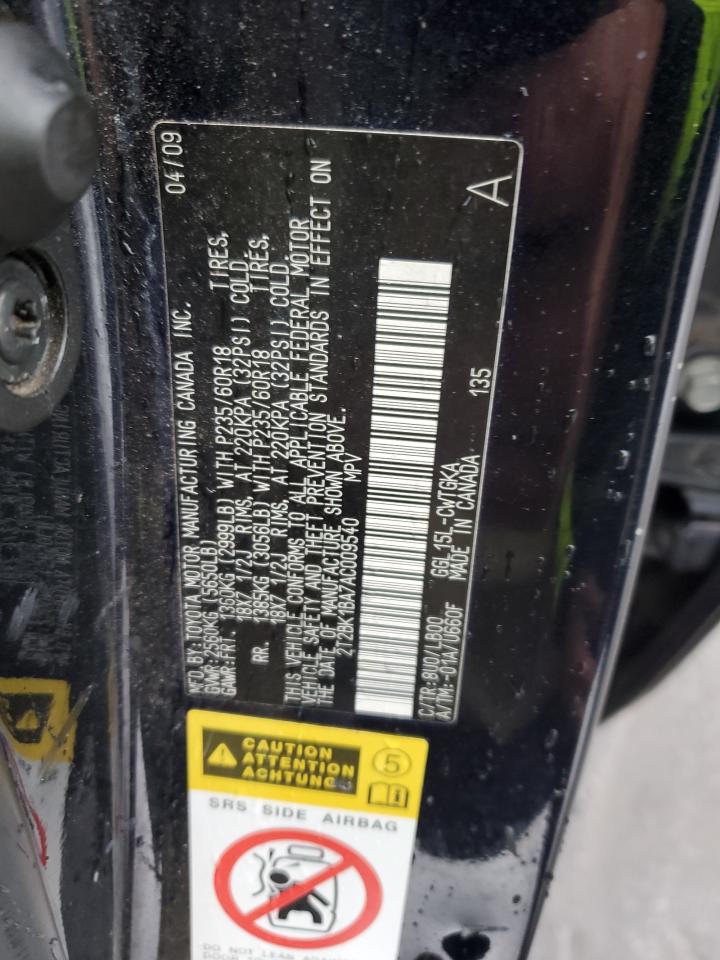 04/09
MFD BY: TOYOTA MOTOR MANUFACTURING CANADA INC.
GVWR: 2560KG (5650LB)
GAWR: FRT. 1360KG (2999LB) WITH P235/60R18 TIRES,
18X7 1/2J RIMS, AT 220KPA (32PSI) COLD.
RR. 1385KG (3056LB) WITH P235/60R18 TIRES,
18X7 1/2J RIMS, AT 220KPA (32PSI) COLD.
THIS VEHICLE CONFORMS TO ALL APPLICABLE FEDERAL MOTOR
VEHICLE SAFETY AND THEFT PREVENTION STANDARDS IN EFFECT ON
THE DATE OF MANUFACTURE SHOWN ABOVE.
2T2BK1BA7AC009540 MPV
C/TR:8U0/LB00 GGL15L-CWTGKA
A/TM:-01A/U660F MADE IN CANADA 135
A
CAUTION
ATTENTION
ACHTUNG
5
SRS SIDE AIRBAG
DO NOT LEAN AGAINST